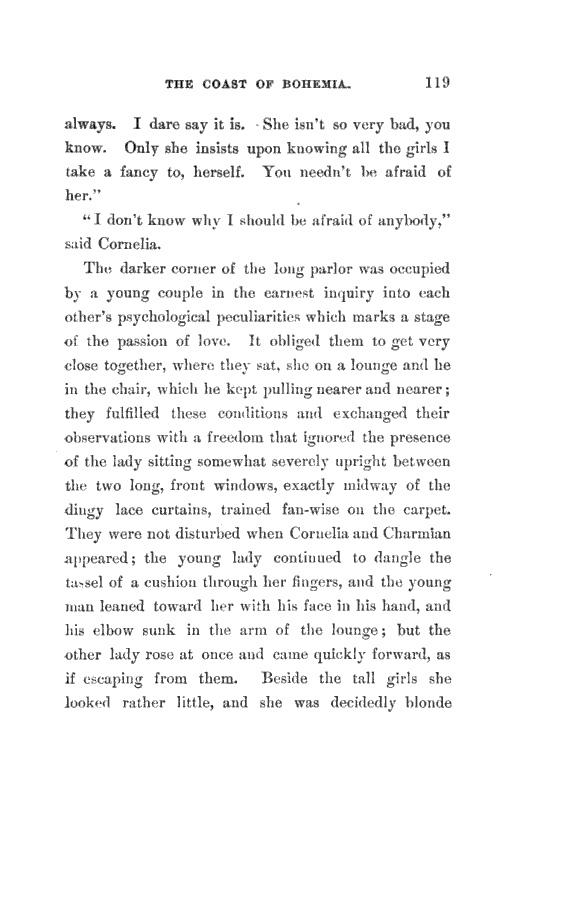 THE COAST OF BOHEMIA. 119
always. I dare say it is. She isn't so very bad, you
know. Only she insists upon knowing all the girls I
take a fancy to, herself. You needn't be afraid of
her."
"I don't know why I should be afraid of anybody,"
said Cornelia.
The darker corner of the long parlor was occupied
by a young couple in the earnest inquiry into each
other's psychological peculiarities which marks a stage
of the passion of love. It obliged them to get very
close together, where they sat, she on a lounge and he
in the chair, which he kept pulling nearer and nearer;
they fulfilled these conditions and exchanged their
observations with a freedom that ignored the presence
of the lady sitting somewhat severely upright between
the two long, front windows, exactly midway of the
dingy lace curtains, trained fan-wise on the carpet.
They were not disturbed when Cornelia and Charmian
appeared; the young lady continued to dangle the
tassel of a cushion through her fingers, and the young
man leaned toward her with his face in his hand, and
his elbow sunk in the arm of the lounge; but the
other lady rose at once and came quickly forward, as
if escaping from them. Beside the tall girls she
looked rather little, and she was decidedly blonde